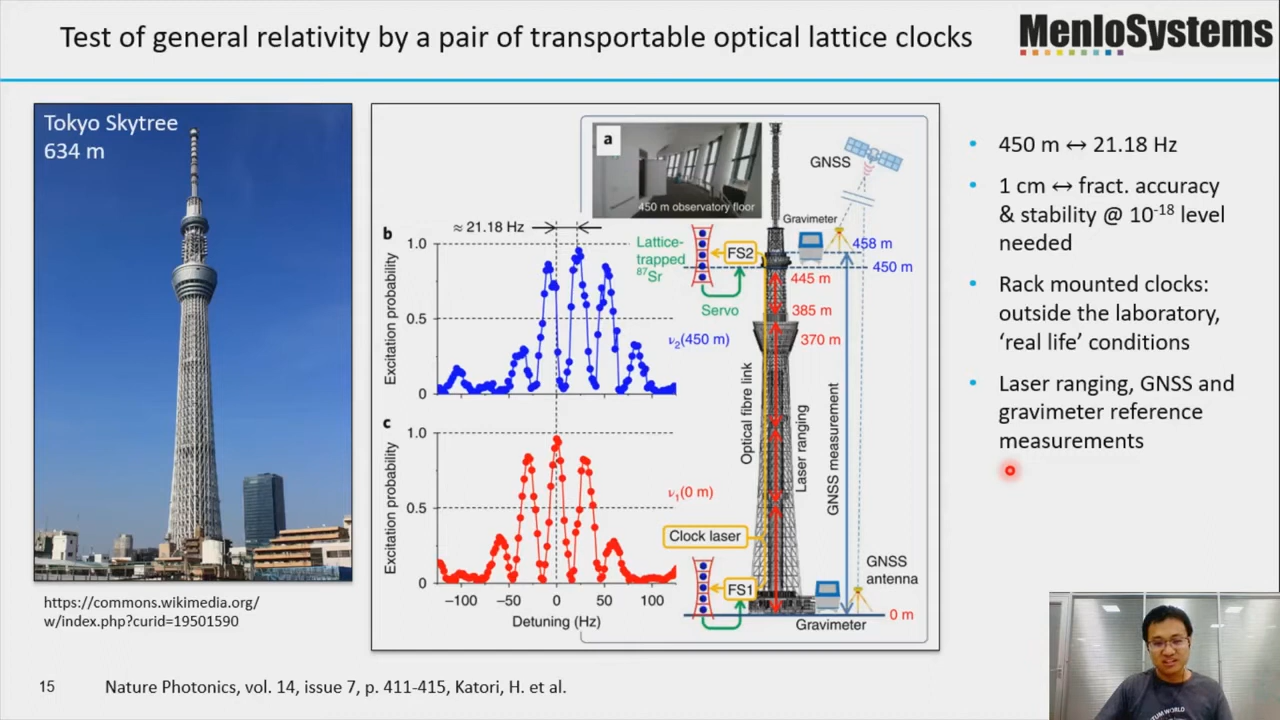 Test of general relativity by a pair of transportable optical lattice clocks
MenloSystems
Tokyo Skytree
634 m
https://commons.wikimedia.org/
w/index.php?curid=19501590
a
450 m observatory floor
GNSS
Gravimeter
458 m
450 m
b
≈ 21.18 Hz
Lattice-
trapped
⁸⁷Sr
FS2
Servo
445 m
385 m
370 m
1.0
0.5
0
Excitation probability
ν₂(450 m)
c
1.0
0.5
0
Excitation probability
ν₁(0 m)
−100
−50
0
50
100
Detuning (Hz)
Optical fibre link
Laser ranging
GNSS measurement
Clock laser
FS1
GNSS
antenna
0 m
Gravimeter
• 450 m ↔ 21.18 Hz
• 1 cm ↔ fract. accuracy
& stability @ 10⁻¹⁸ level
needed
• Rack mounted clocks:
outside the laboratory,
‘real life’ conditions
• Laser ranging, GNSS and
gravimeter reference
measurements
15
Nature Photonics, vol. 14, issue 7, p. 411-415, Katori, H. et al.